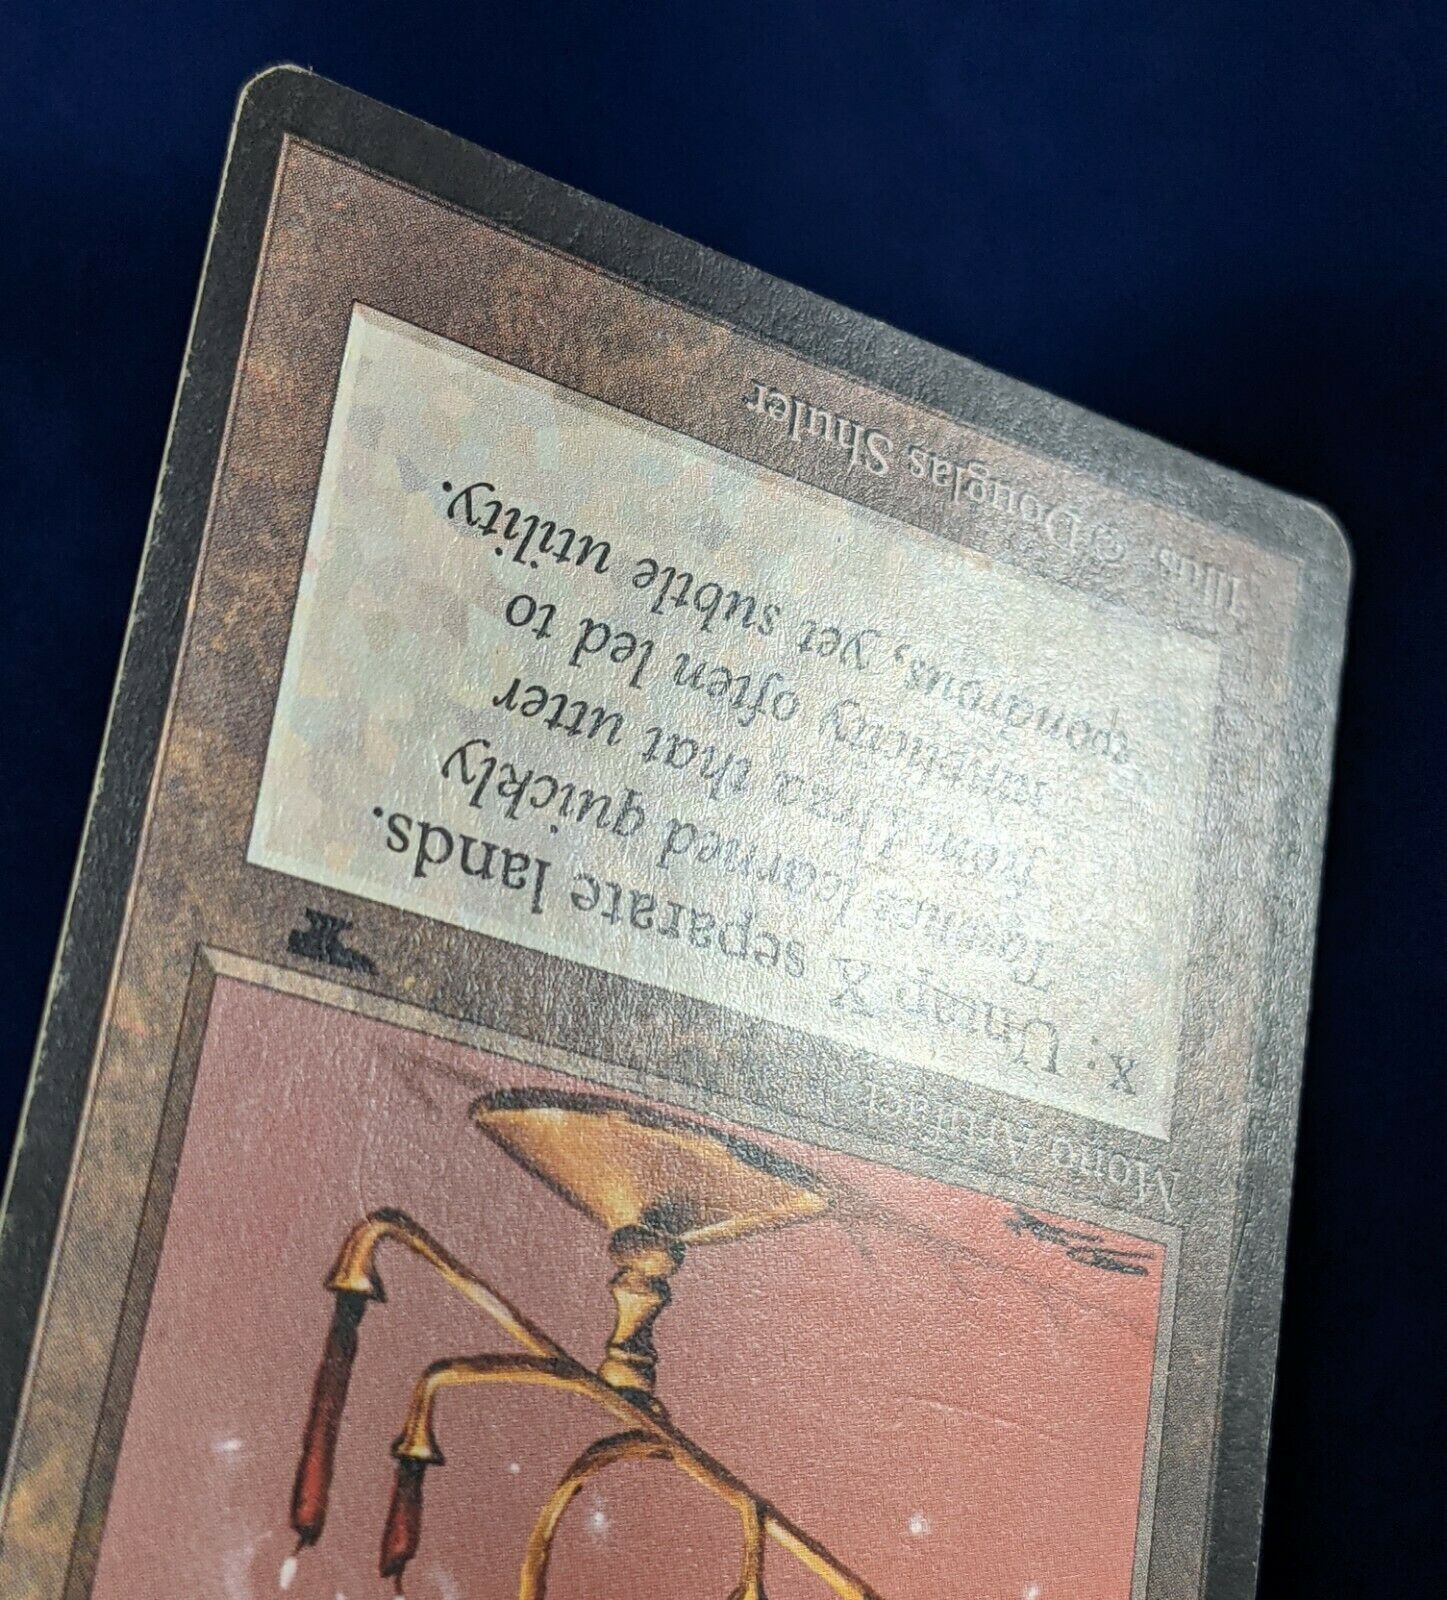 Mono Artifact
x: Untap X separate lands.
Tawnos learned quickly
from Urza that utter
simplicity often led to
wondrous, yet subtle utility.
Illus. © Douglas Shuler